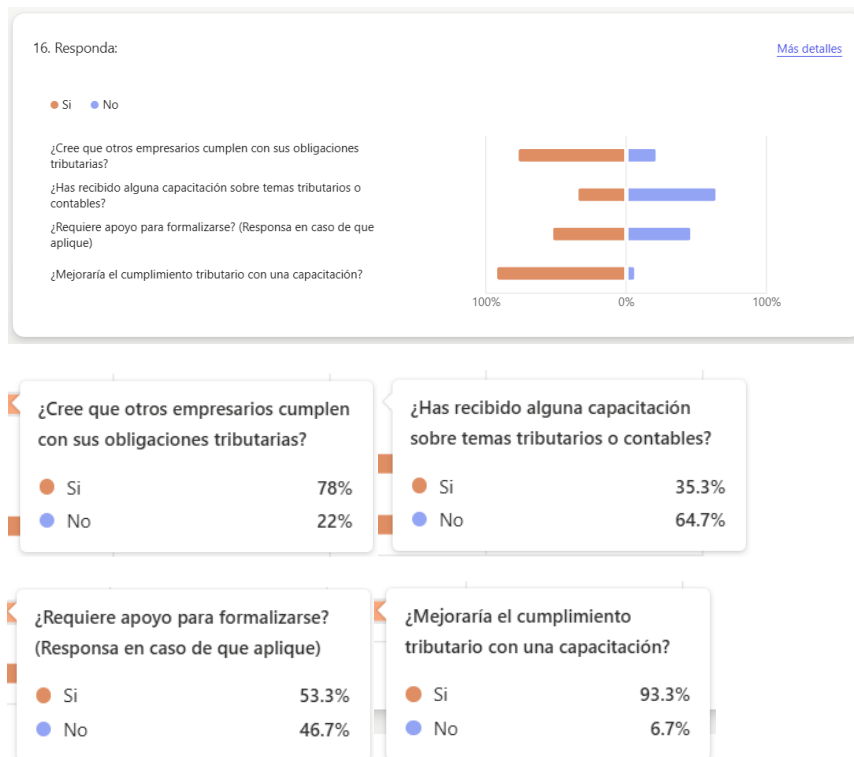 16. Responda:
Más detalles
Si No
¿Cree que otros empresarios cumplen con sus obligaciones
tributarias?
¿Has recibido alguna capacitación sobre temas tributarios o
contables?
¿Requiere apoyo para formalizarse? (Responsa en caso de que
aplique)
¿Mejoraría el cumplimiento tributario con una capacitación?
100% 0% 100%
¿Cree que otros empresarios cumplen
con sus obligaciones tributarias?
Si 78%
No 22%
¿Has recibido alguna capacitación
sobre temas tributarios o contables?
Si 35.3%
No 64.7%
¿Requiere apoyo para formalizarse?
(Responsa en caso de que aplique)
Si 53.3%
No 46.7%
¿Mejoraría el cumplimiento
tributario con una capacitación?
Si 93.3%
No 6.7%